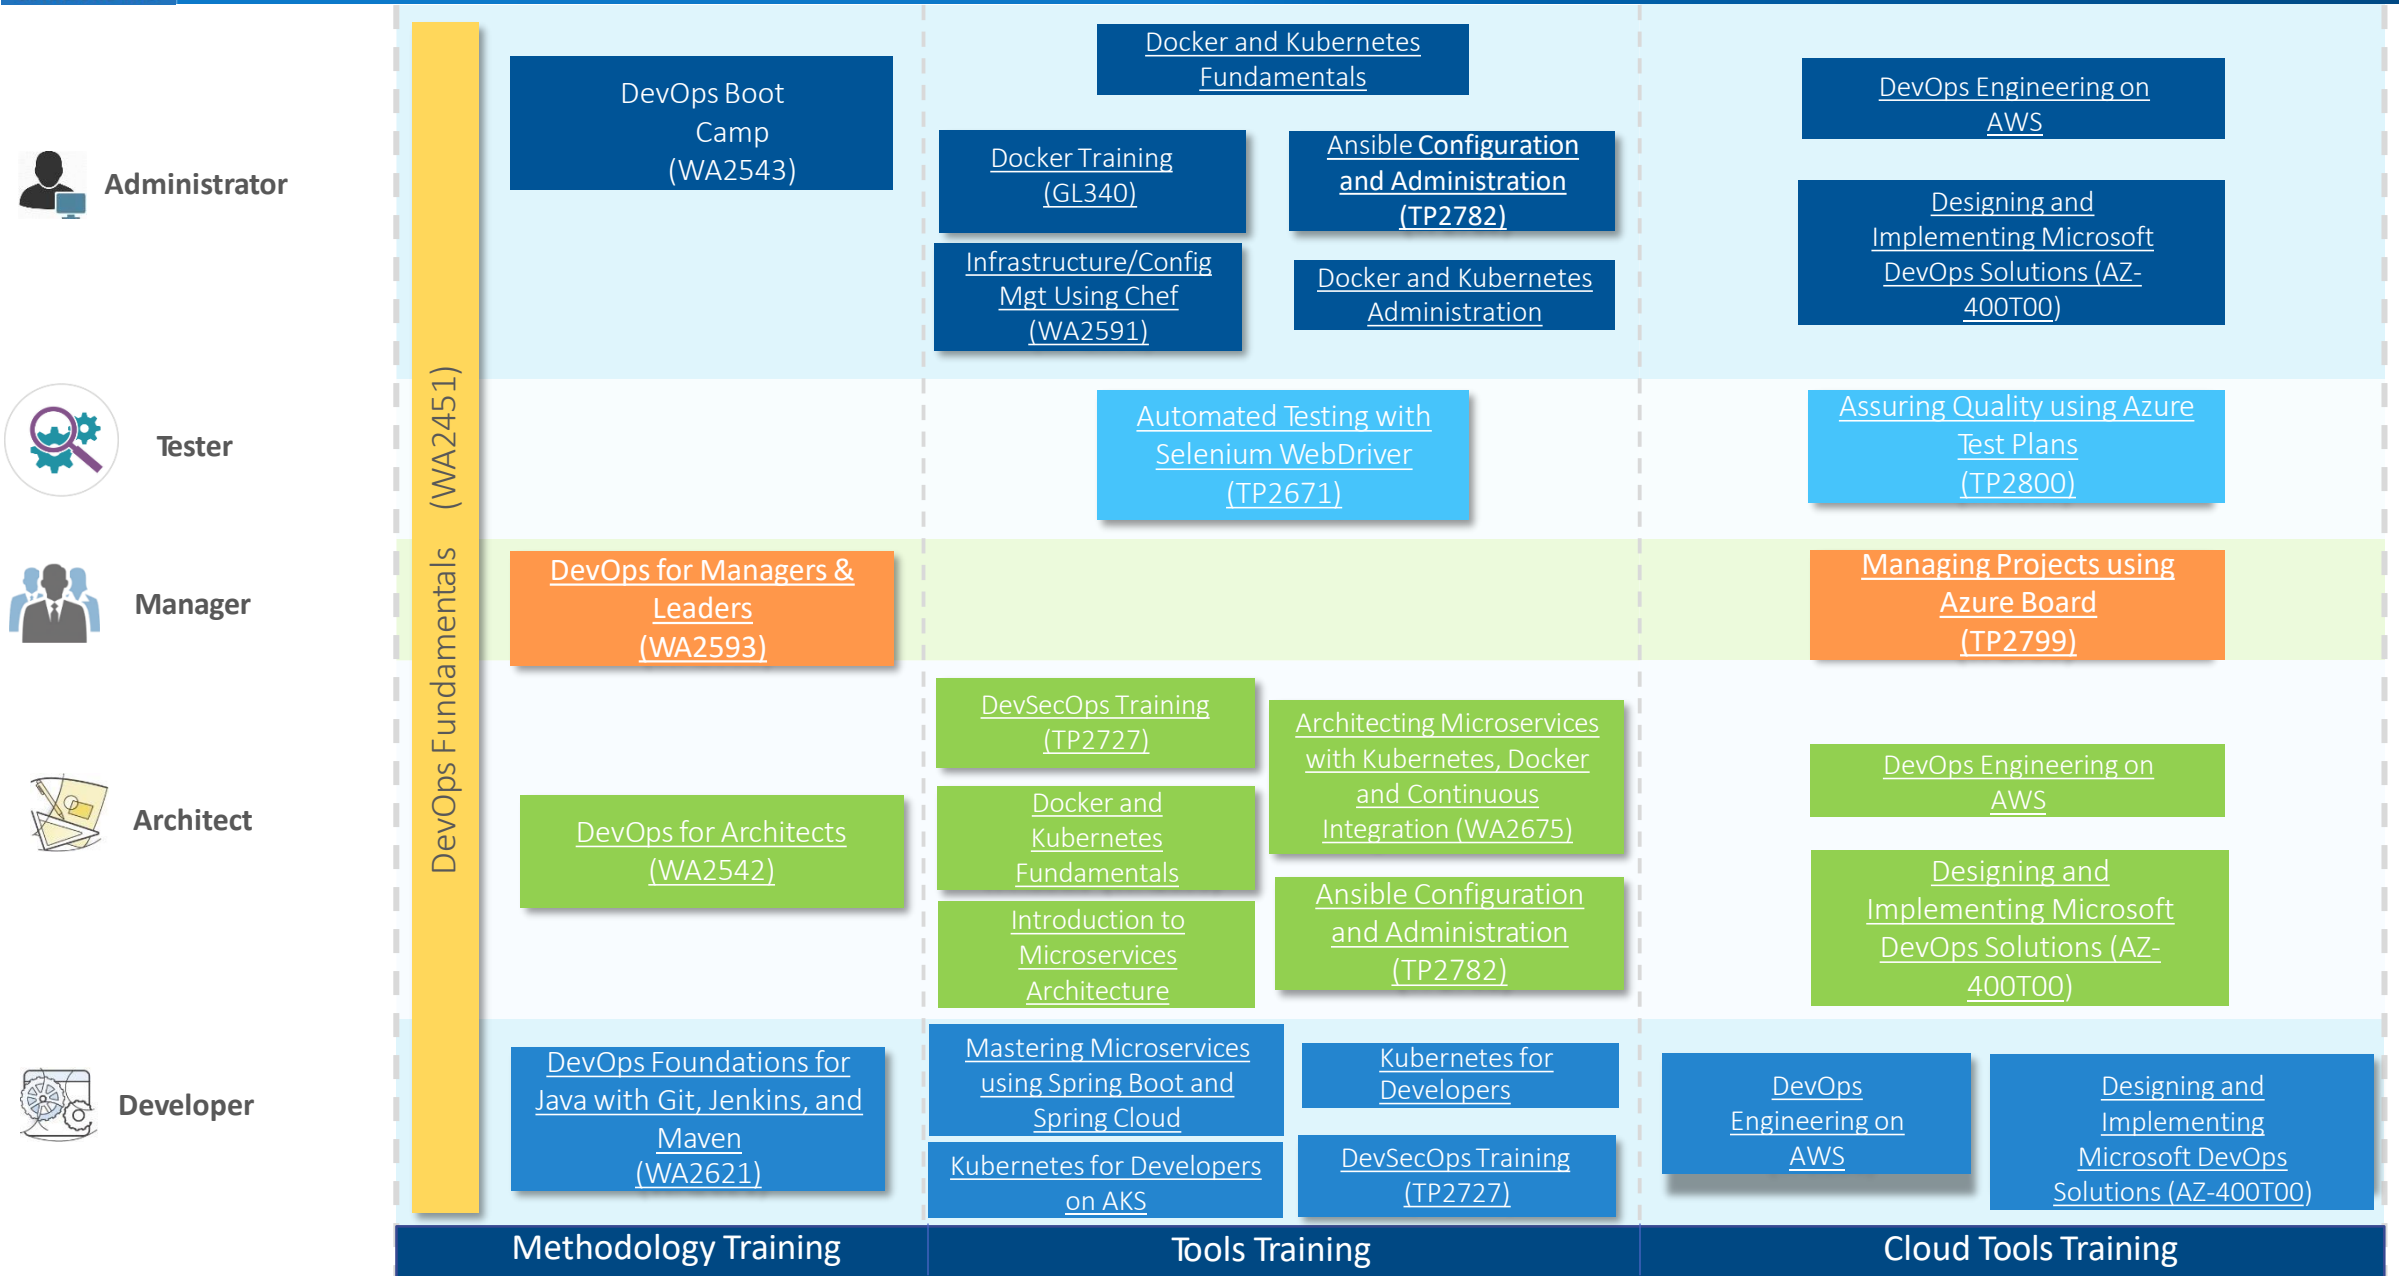 Administrator
Tester
Manager
Architect
Developer
DevOps Fundamentals (WA2451)
DevOps Boot
Camp
(WA2543)
Docker and Kubernetes
Fundamentals
Docker Training
(GL340)
Ansible Configuration
and Administration
(TP2782)
Infrastructure/Config
Mgt Using Chef
(WA2591)
Docker and Kubernetes
Administration
DevOps Engineering on
AWS
Designing and
Implementing Microsoft
DevOps Solutions (AZ-
400T00)
Automated Testing with
Selenium WebDriver
(TP2671)
Assuring Quality using Azure
Test Plans
(TP2800)
DevOps for Managers &
Leaders
(WA2593)
Managing Projects using
Azure Board
(TP2799)
DevOps for Architects
(WA2542)
DevSecOps Training
(TP2727)
Architecting Microservices
with Kubernetes, Docker
and Continuous
Integration (WA2675)
Docker and
Kubernetes
Fundamentals
Ansible Configuration
and Administration
(TP2782)
Introduction to
Microservices
Architecture
DevOps Engineering on
AWS
Designing and
Implementing Microsoft
DevOps Solutions (AZ-
400T00)
DevOps Foundations for
Java with Git, Jenkins, and
Maven
(WA2621)
Mastering Microservices
using Spring Boot and
Spring Cloud
Kubernetes for
Developers
Kubernetes for Developers
on AKS
DevSecOps Training
(TP2727)
DevOps
Engineering on
AWS
Designing and
Implementing
Microsoft DevOps
Solutions (AZ-400T00)
Methodology Training
Tools Training
Cloud Tools Training